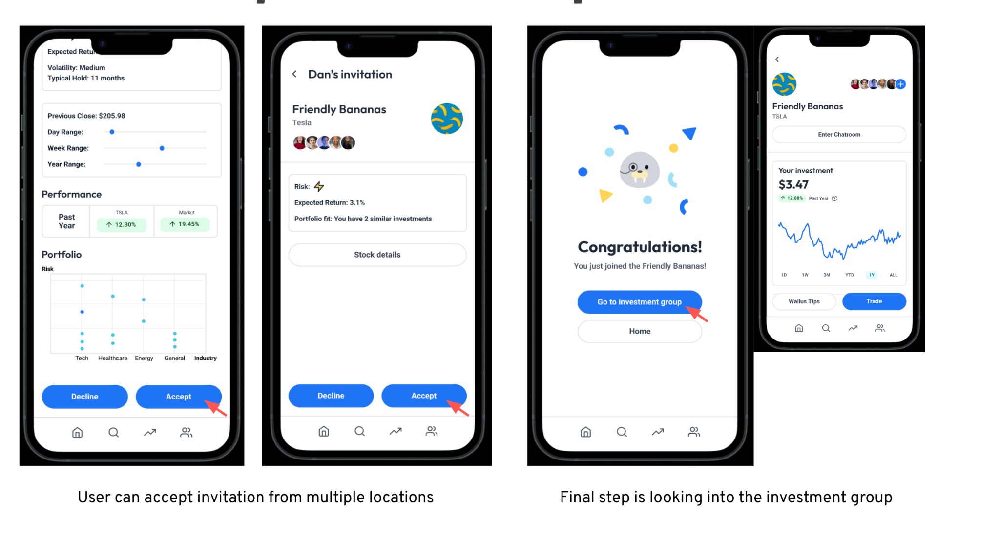 Expected Retur
Volatility: Medium
Typical Hold: 11 months
Previous Close: $205.98
Day Range:
Week Range:
Year Range:
Performance
Past
Year
TSLA
12.30%
Market
19.45%
Portfolio
Risk
Tech
Healthcare
Energy
General
Industry
Decline
Accept
Dan's invitation
Friendly Bananas
Tesla
Risk:
Expected Return: 3.1%
Portfolio fit: You have 2 similar investments
Stock details
Decline
Accept
User can accept invitation from multiple locations
Congratulations!
You just joined the Friendly Bananas!
Go to investment group
Home
Friendly Bananas
TSLA
Enter Chatroom
Your investment
$3.47
12.88%
Past Year
1D
1W
3M
YTD
1Y
ALL
Wallus Tips
Trade
Final step is looking into the investment group